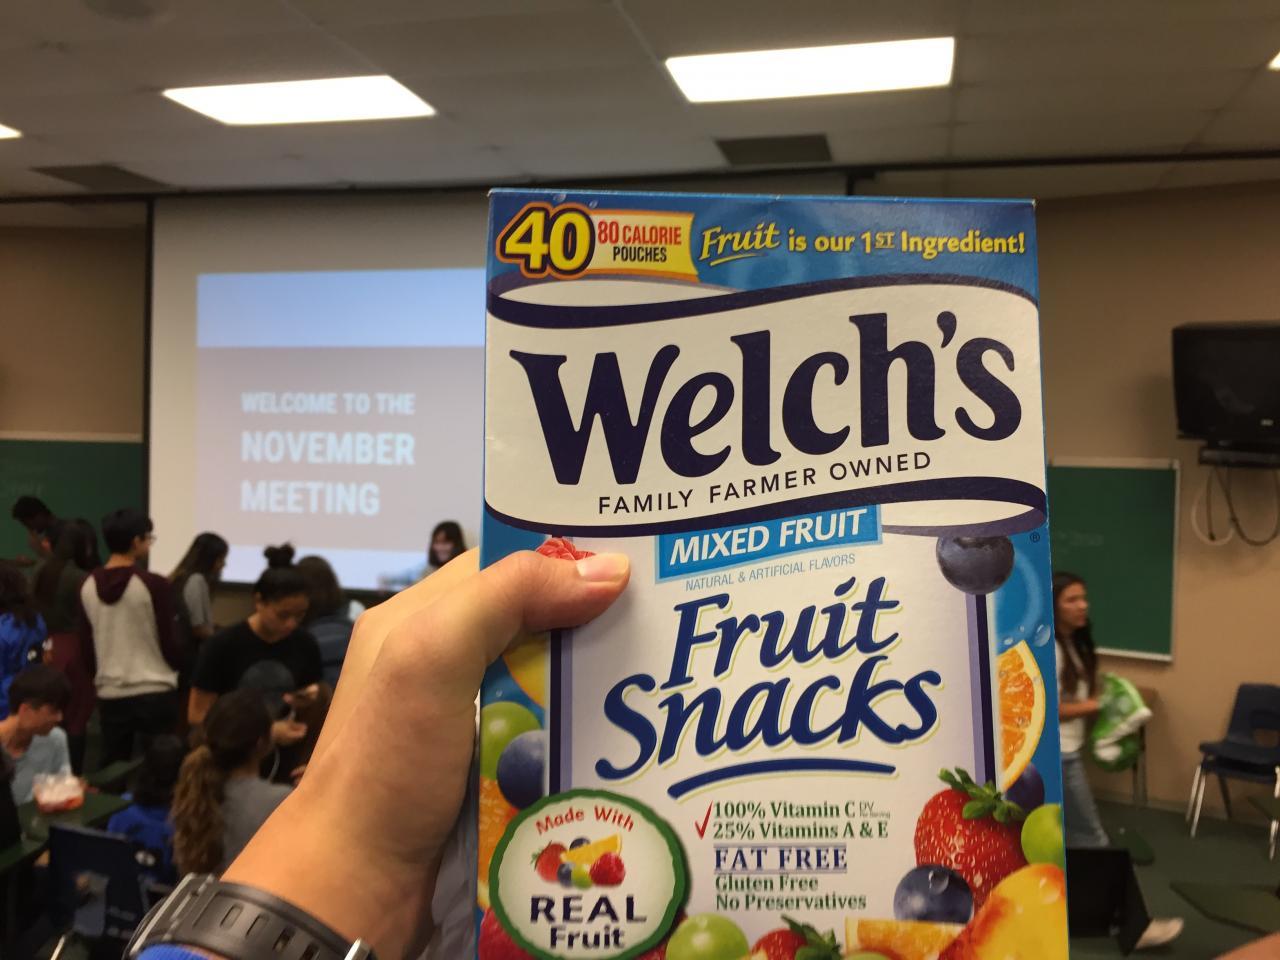 40 80 CALORIE
POUCHES
Fruit is our 1ST Ingredient!
Welch's
FAMILY FARMER OWNED
®
MIXED FRUIT
NATURAL & ARTIFICIAL FLAVORS
Fruit
Snacks
100% Vitamin C DV
25% Vitamins A & E
FAT FREE
Gluten Free
No Preservatives
Made With
REAL
Fruit
WELCOME TO THE
NOVEMBER
MEETING